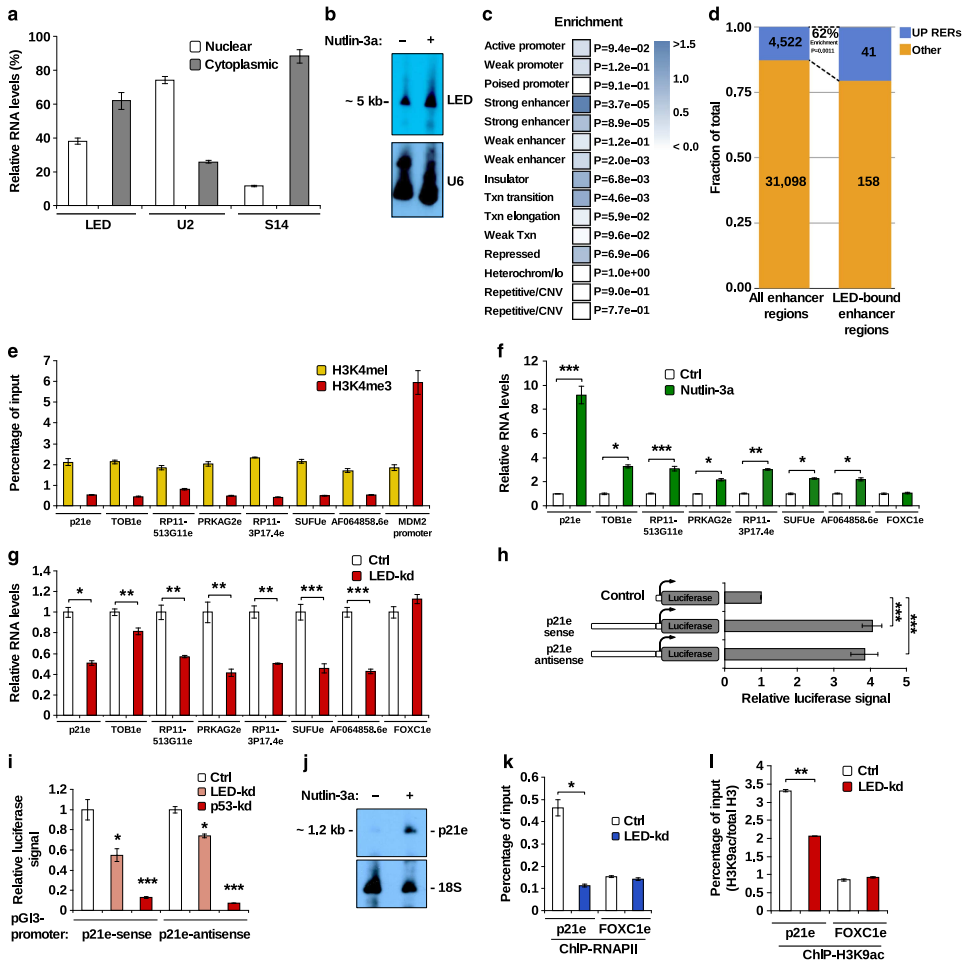 a
Relative RNA levels (%)
100
80
60
40
20
0
Nuclear
Cytoplasmic
LED
U2
S14
b
Nutlin-3a:
–
+
~ 5 kb-
LED
U6
c
Enrichment
Active promoter P=9.4e−02
Weak promoter P=1.2e−01
Poised promoter P=9.1e−01
Strong enhancer P=3.7e−05
Strong enhancer P=8.9e−05
Weak enhancer P=1.2e−01
Weak enhancer P=2.0e−03
Insulator P=6.8e−03
Txn transition P=4.6e−03
Txn elongation P=5.9e−02
Weak Txn P=9.6e−02
Repressed P=6.9e−06
Heterochrom/lo P=1.0e+00
Repetitive/CNV P=9.0e−01
Repetitive/CNV P=7.7e−01
>1.5
1.0
0.5
< 0.0
d
Fraction of total
1.00
0.75
0.50
0.25
0.00
4,522
62%
Enrichment
P=0.0011
41
31,098
158
All enhancer
regions
LED-bound
enhancer
regions
UP RERs
Other
e
Percentage of input
7
6
5
4
3
2
1
0
H3K4mel
H3K4me3
p21e
TOB1e
RP11-
513G11e
PRKAG2e
RP11-
3P17.4e
SUFUe
AF064858.6e
MDM2
promoter
f
Relative RNA levels
12
10
8
6
4
2
0
Ctrl
Nutlin-3a
***
*
***
*
**
*
*
p21e
TOB1e
RP11-
513G11e
PRKAG2e
RP11-
3P17.4e
SUFUe
AF064858.6e
FOXC1e
g
Relative RNA levels
1.4
1.2
1
0.8
0,6
0,4
0,2
0
Ctrl
LED-kd
*
**
**
**
**
***
***
p21e
TOB1e
RP11-
513G11e
PRKAG2e
RP11-
3P17.4e
SUFUe
AF064858.6e
FOXC1e
h
Control
Luciferase
p21e
sense
Luciferase
p21e
antisense
Luciferase
***
***
0
1
2
3
4
5
Relative luciferase signal
i
Relative luciferase
signal
1.2
1
0.8
0.6
0.4
0.2
0
Ctrl
LED-kd
p53-kd
*
***
*
***
pGl3-
promoter:
p21e-sense
p21e-antisense
j
Nutlin-3a:
–
+
~ 1.2 kb -
-p21e
-18S
k
Percentage of input
0.6
0.5
0.4
0.3
0.2
0.1
0
*
Ctrl
LED-kd
p21e
FOXC1e
ChIP-RNAPII
l
Percentage of input
(H3K9ac/total H3)
4
3.5
3
2.5
2
1.5
1
0.5
0
**
Ctrl
LED-kd
p21e
FOXC1e
ChIP-H3K9ac